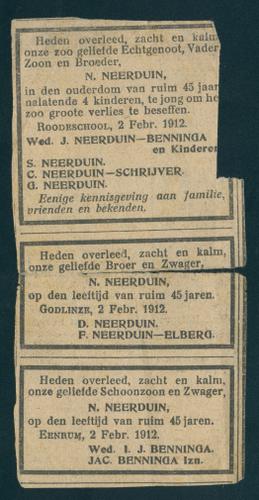 Heden overleed, zacht en kalm,
onze zoo geliefde Echtgenoot, Vader,
Zoon en Broeder,
N. NEERDUIN,
in den ouderdom van ruim 45 jaar
nalatende 4 kinderen, te jong om he
zoo groote verlies te beseffen.
ROODESCHOOL, 2 Febr. 1912.
Wed. J. NEERDUIN—BENNINGA
en Kinderen
S. NEERDUIN.
C. NEERDUIN—SCHRIJVER.
G. NEERDUIN.
Eenige kennisgeving aan familie,
vrienden en bekenden.
Heden overleed, zacht en kalm,
onze geliefde Broer en Zwager,
N. NEERDUIN,
op den leeftijd van ruim 45 jaren.
GODLINZE, 2 Febr. 1912.
D. NEERDUIN.
F. NEERDUIN—ELBERG.
Heden overleed, zacht en kalm,
onze geliefde Schoonzoon en Zwager,
N. NEERDUIN,
op den leeftijd van ruim 45 jaren.
EENRUM, 2 Febr. 1912.
Wed. I. J. BENNINGA.
JAC. BENNINGA Izn.